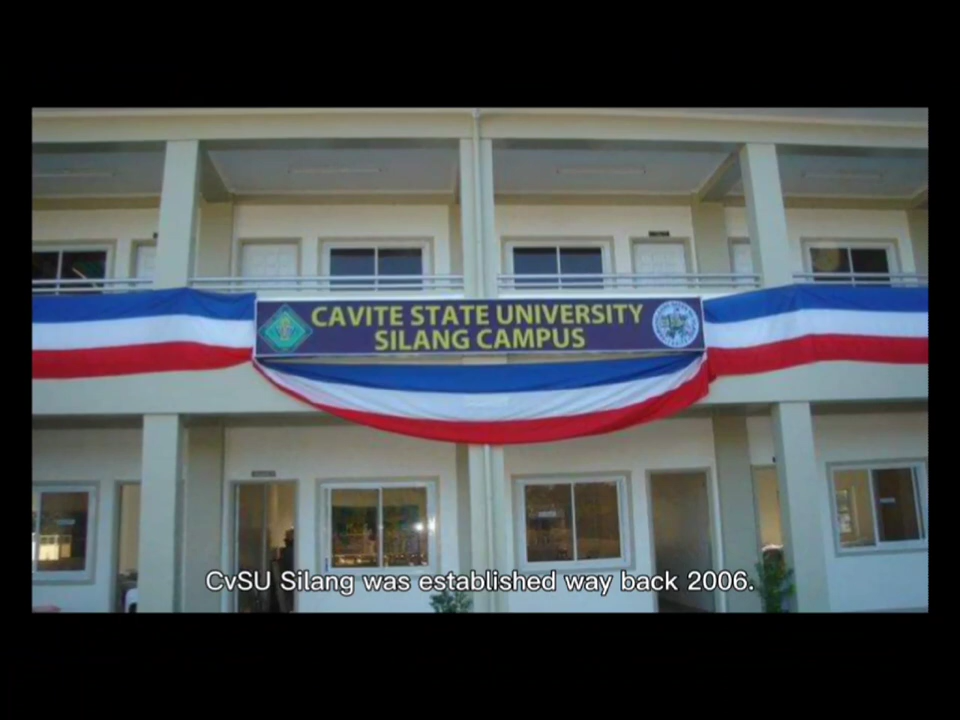 CAVITE STATE UNIVERSITY
SILANG CAMPUS
CvSU Silang was established way back 2006.